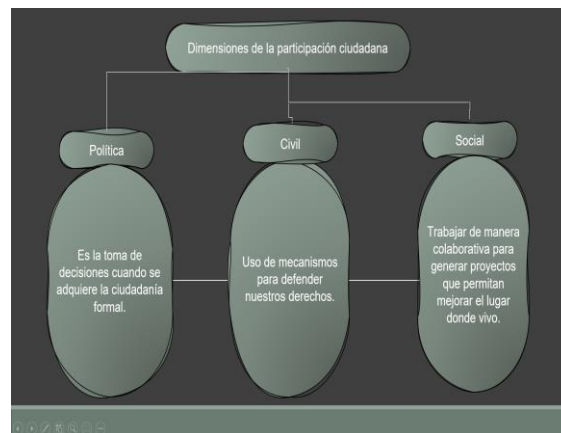 Dimensiones de la participación ciudadana
Política
Es la toma de
decisiones cuando se
adquiere la ciudadanía
formal.
Civil
Uso de mecanismos
para defender
nuestros derechos.
Social
Trabajar de manera
colaborativa para
generar proyectos
que permitan
mejorar el lugar
donde vivo.